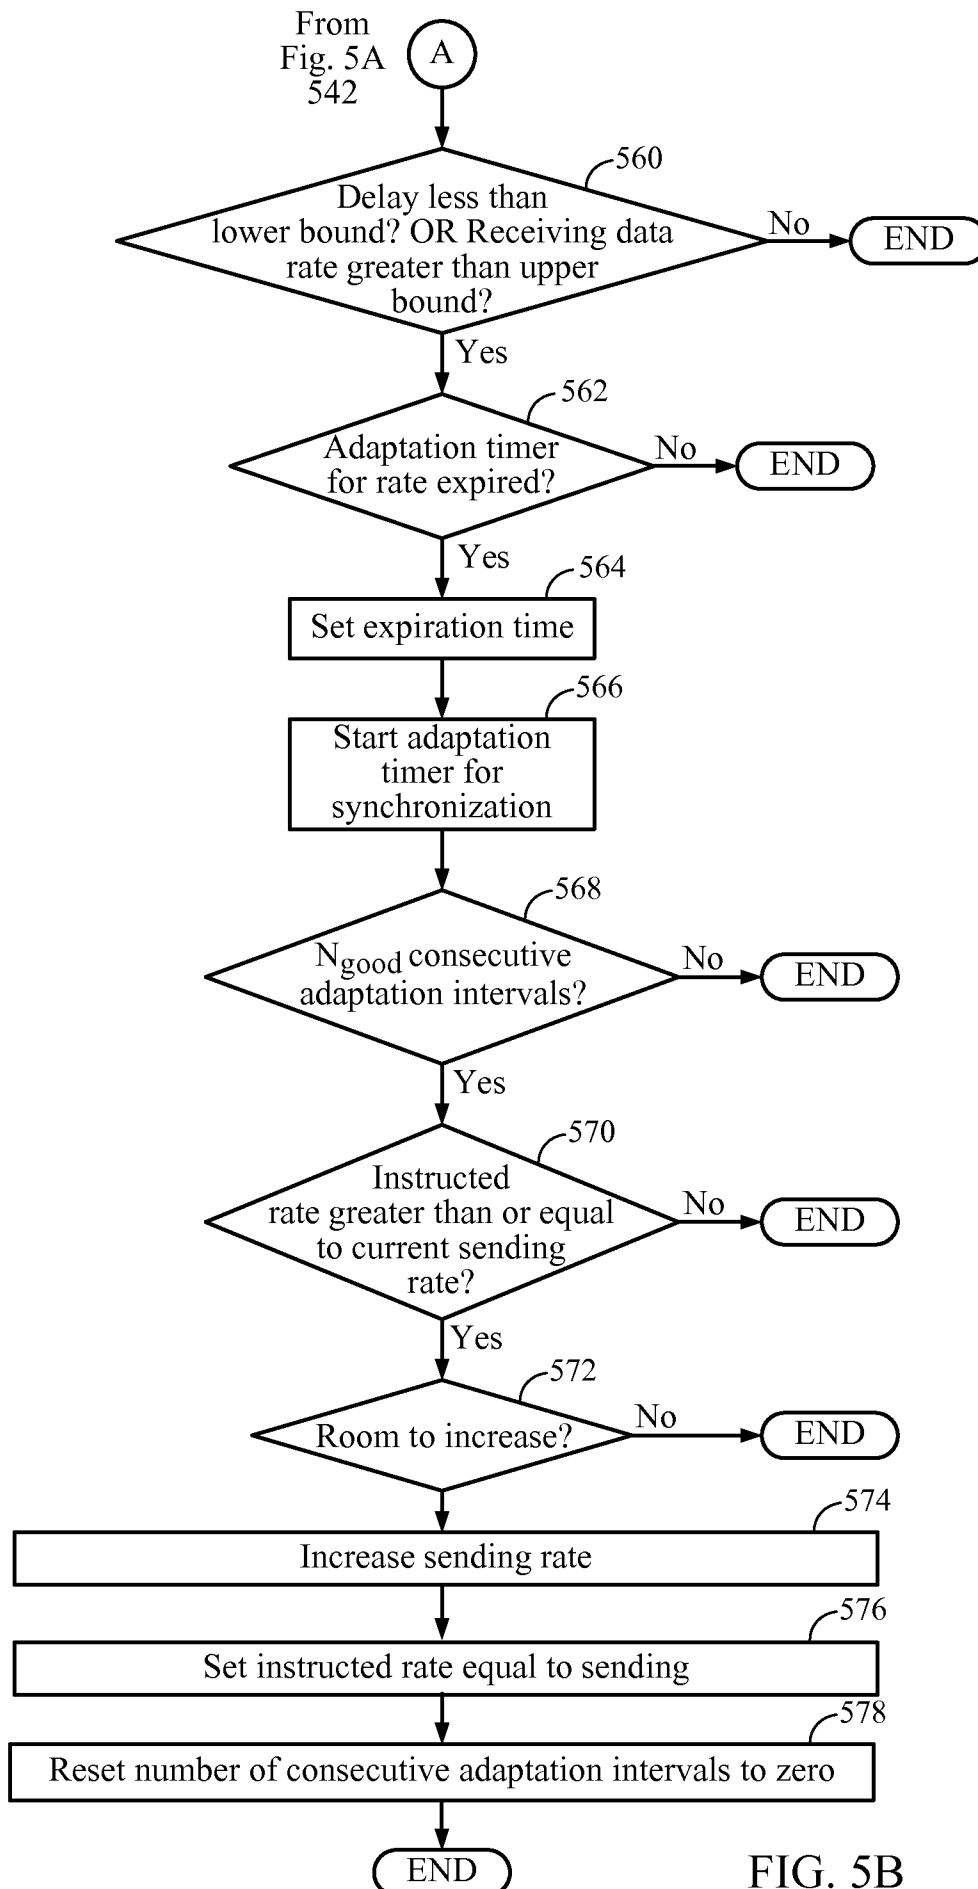 From
Fig. 5A
542
A
560
Delay less than
lower bound? OR Receiving data
rate greater than upper
bound?
No
END
Yes
562
Adaptation timer
for rate expired?
No
END
Yes
564
Set expiration time
566
Start adaptation
timer for
synchronization
568
Ngood consecutive
adaptation intervals?
No
END
Yes
570
Instructed
rate greater than or equal
to current sending
rate?
No
END
Yes
572
Room to increase?
No
END
574
Increase sending rate
576
Set instructed rate equal to sending
578
Reset number of consecutive adaptation intervals to zero
END
FIG. 5B